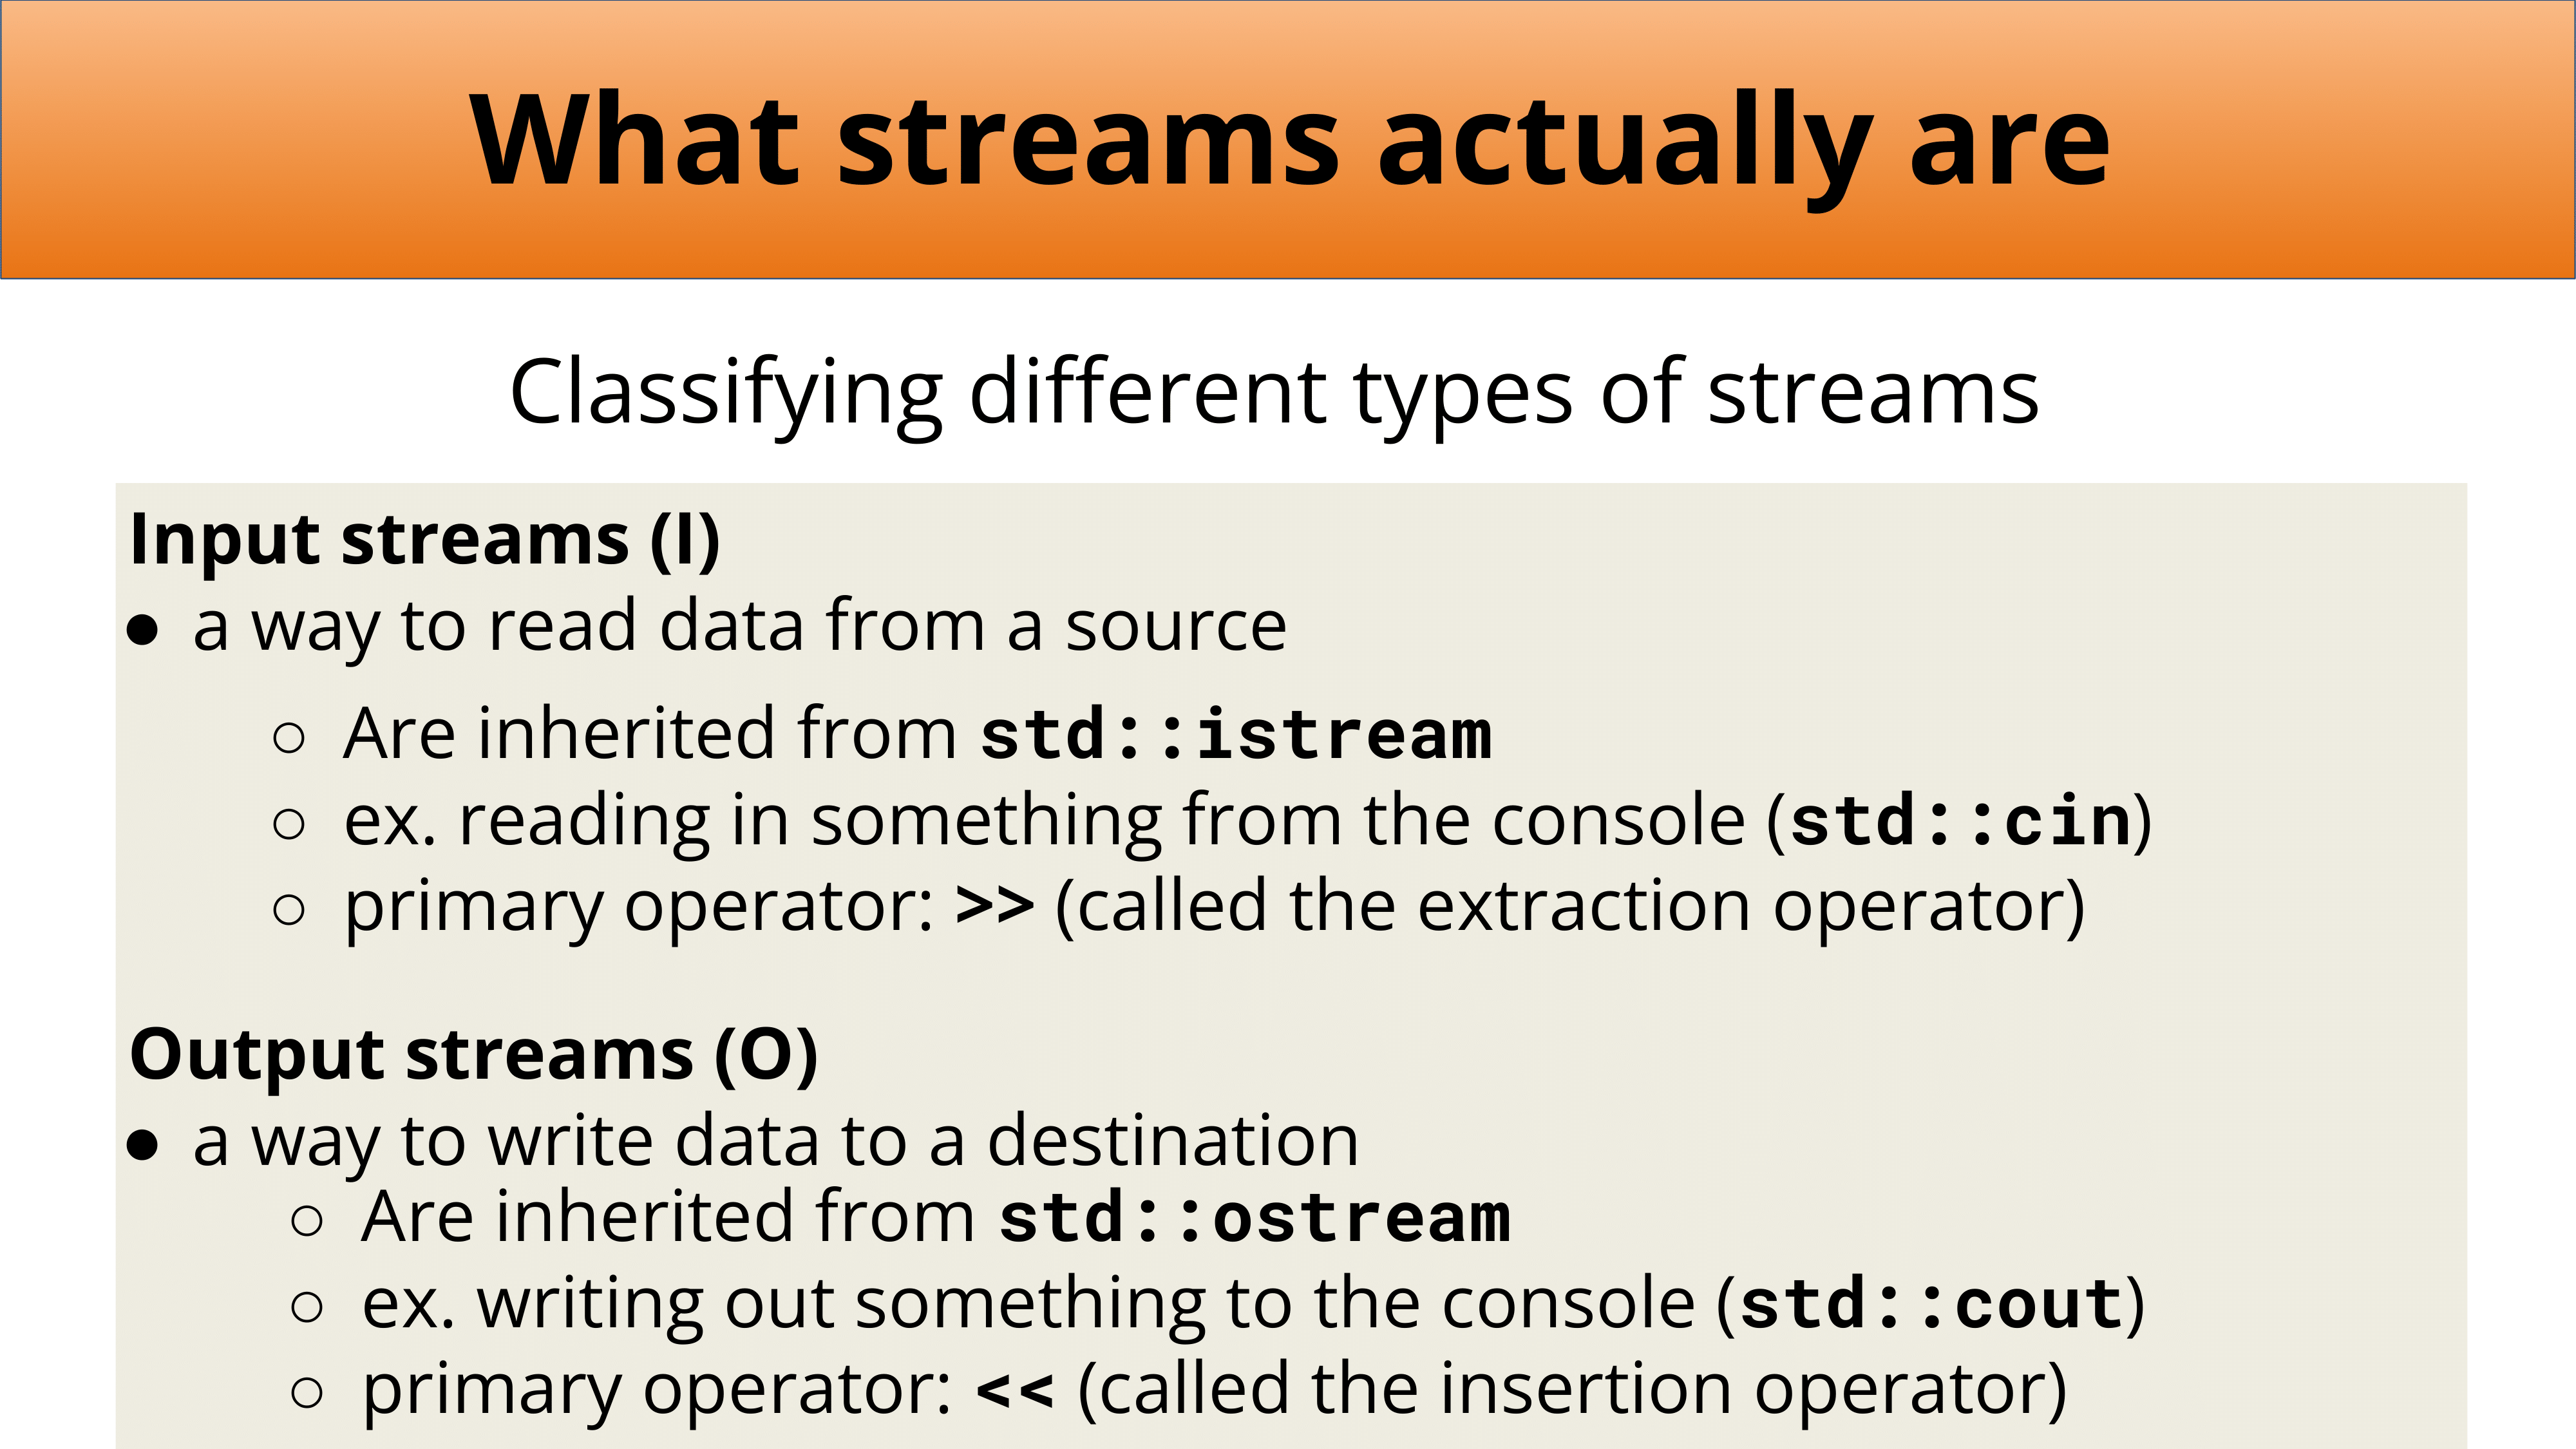 What streams actually are
Classifying different types of streams
Input streams (I)
● a way to read data from a source
○ Are inherited from std::istream
○ ex. reading in something from the console (std::cin)
○ primary operator: >> (called the extraction operator)
Output streams (O)
● a way to write data to a destination
○ Are inherited from std::ostream
○ ex. writing out something to the console (std::cout)
○ primary operator: << (called the insertion operator)